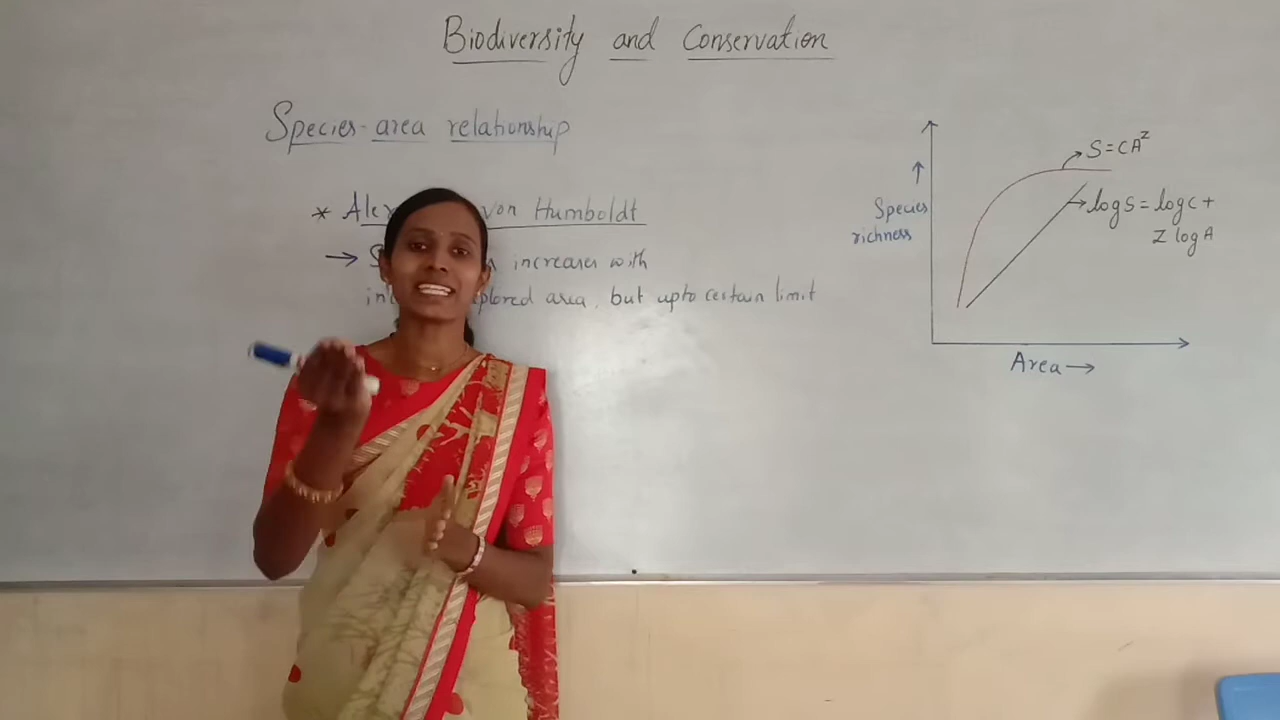 Biodiversity and Conservation
Species-area relationship
* von Humboldt
→ increases with
area, but upto certain limit
S=CA^Z
log S = log C +
Z log A
Species
richness
Area →